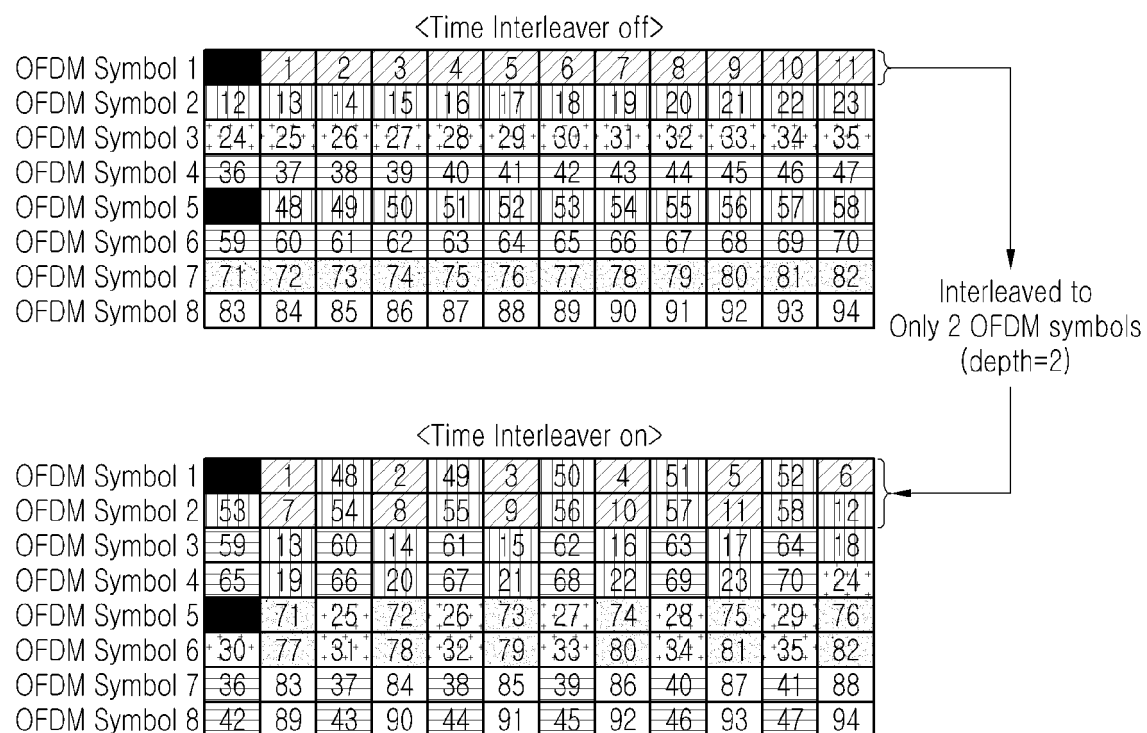 <Time Interleaver off>
OFDM Symbol 1 1 2 3 4 5 6 7 8 9 10 11
OFDM Symbol 2 12 13 14 15 16 17 18 19 20 21 22 23
OFDM Symbol 3 24 25 26 27 28 29 30 31 32 33 34 35
OFDM Symbol 4 36 37 38 39 40 41 42 43 44 45 46 47
OFDM Symbol 5 48 49 50 51 52 53 54 55 56 57 58
OFDM Symbol 6 59 60 61 62 63 64 65 66 67 68 69 70
OFDM Symbol 7 71 72 73 74 75 76 77 78 79 80 81 82
OFDM Symbol 8 83 84 85 86 87 88 89 90 91 92 93 94
Interleaved to
Only 2 OFDM symbols
(depth=2)
<Time Interleaver on>
OFDM Symbol 1 1 48 2 49 3 50 4 51 5 52 6
OFDM Symbol 2 53 7 54 8 55 9 56 10 57 11 58 12
OFDM Symbol 3 59 13 60 14 61 15 62 16 63 17 64 18
OFDM Symbol 4 65 19 66 20 67 21 68 22 69 23 70 24
OFDM Symbol 5 71 25 72 26 73 27 74 28 75 29 76
OFDM Symbol 6 30 77 31 78 32 79 33 80 34 81 35 82
OFDM Symbol 7 36 83 37 84 38 85 39 86 40 87 41 88
OFDM Symbol 8 42 89 43 90 44 91 45 92 46 93 47 94